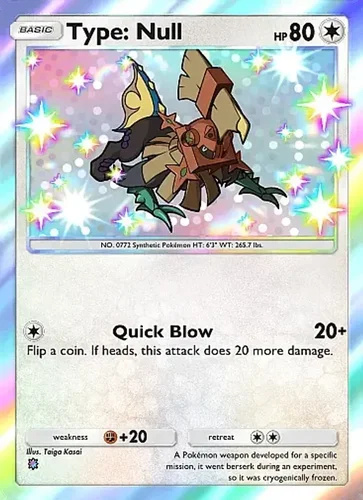 BASIC Type: Null HP 80
NO. 0772 Synthetic Pokémon HT: 6'3" WT: 265.7 lbs.
Quick Blow 20+
Flip a coin. If heads, this attack does 20 more damage.
weakness +20 retreat
Illus. Taiga Kasai
A Pokémon weapon developed for a specific
mission, it went berserk during an experiment,
so it was cryogenically frozen.